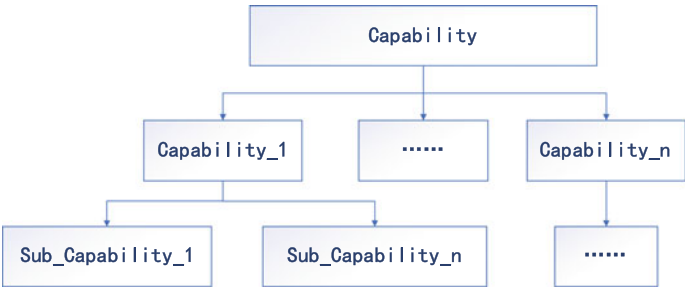 Capability
Capability_1
......
Capability_n
Sub_Capability_1
Sub_Capability_n
......